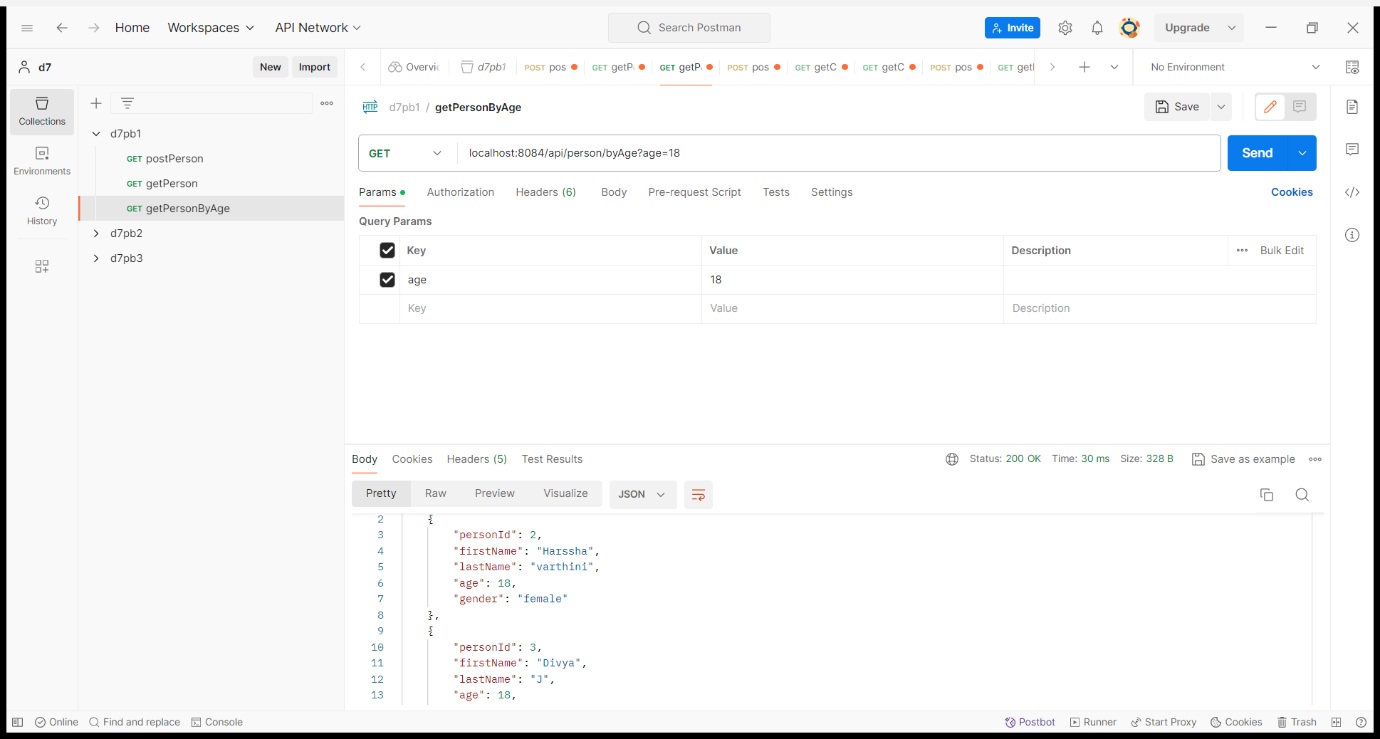 Home Workspaces API Network Search Postman Invite Upgrade
d7 New Import Overvi d7pb1 POST pos GET getP GET getP. POST pos GET getC GET getC POST pos GET getl No Environment
HTTP d7pb1 / getPersonByAge Save
Collections
Environments
History
d7pb1
GET postPerson
GET getPerson
GET getPersonByAge
d7pb2
d7pb3
GET localhost:8084/api/person/byAge?age=18 Send
Params Authorization Headers (6) Body Pre-request Script Tests Settings Cookies
Query Params
Key Value Description Bulk Edit
age 18
Key Value Description
Body Cookies Headers (5) Test Results Status: 200 OK Time: 30 ms Size: 328 B Save as example
Pretty Raw Preview Visualize JSON
2 {
3 "personId": 2,
4 "firstName": "Harssha",
5 "lastName": "varthini",
6 "age": 18,
7 "gender": "female"
8 },
9 {
10 "personId": 3,
11 "firstName": "Divya",
12 "lastName": "J",
13 "age": 18,
Online Find and replace Console Postbot Runner Start Proxy Cookies Trash